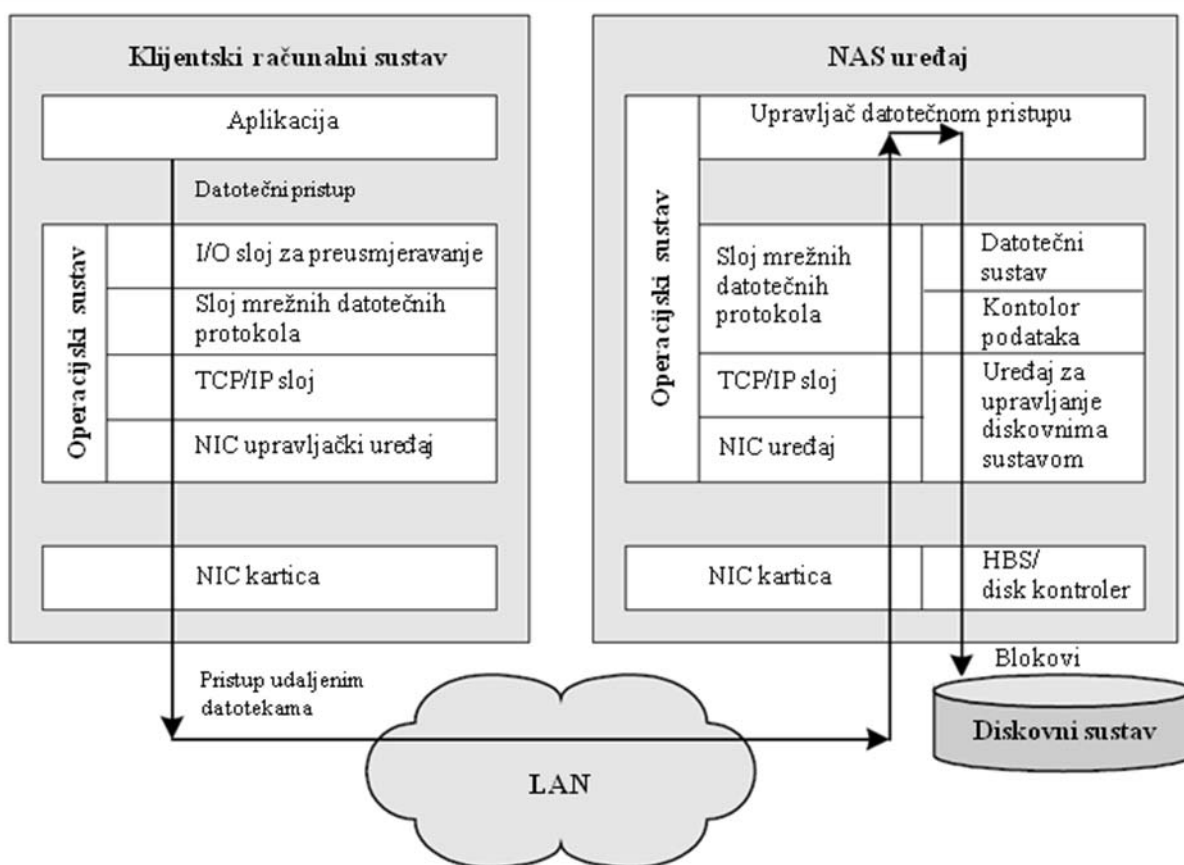 Klijentski računalni sustav
Aplikacija
Datotečni pristup
Operacijski sustav
I/O sloj za preusmjeravanje
Sloj mrežnih datotečnih
protokola
TCP/IP sloj
NIC upravljački uređaj
NIC kartica
Pristup udaljenim
datotekama
LAN
NAS uređaj
Upravljač datotečnom pristupu
Operacijski sustav
Sloj mrežnih
datotečnih
protokola
TCP/IP sloj
NIC uređaj
Datotečni
sustav
Kontolor
podataka
Uređaj za
upravljanje
diskovnima
sustavom
NIC kartica
HBS/
disk kontroler
Blokovi
Diskovni sustav